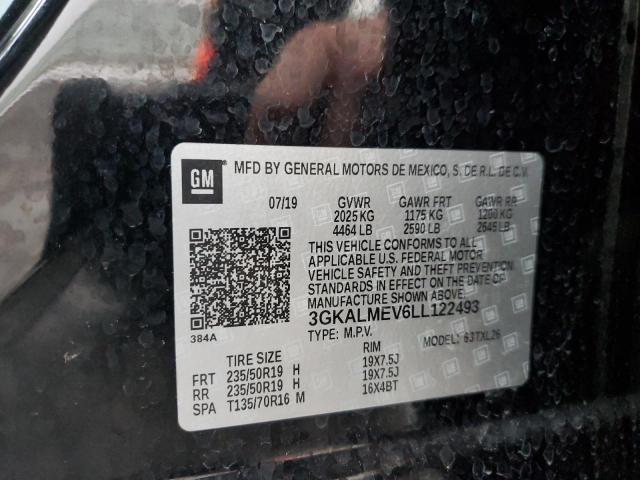 GM MFD BY GENERAL MOTORS DE MEXICO, S. DE R.L. DE C.V.
07/19 GVWR GAWR FRT GAWR RR
2025 KG 1175 KG 1200 KG
4464 LB 2590 LB 2645 LB
THIS VEHICLE CONFORMS TO ALL
APPLICABLE U.S. FEDERAL MOTOR
VEHICLE SAFETY AND THEFT PREVENTION
STANDARDS IN EFFECT ON THE DATE OF
MANUFACTURE SHOWN ABOVE.
3GKALMEV6LL122493
384A TYPE: M.P.V. MODEL: 63TXL26
TIRE SIZE RIM
FRT 235/50R19 H 19X7.5J
RR 235/50R19 H 19X7.5J
SPA T135/70R16 M 16X4BT